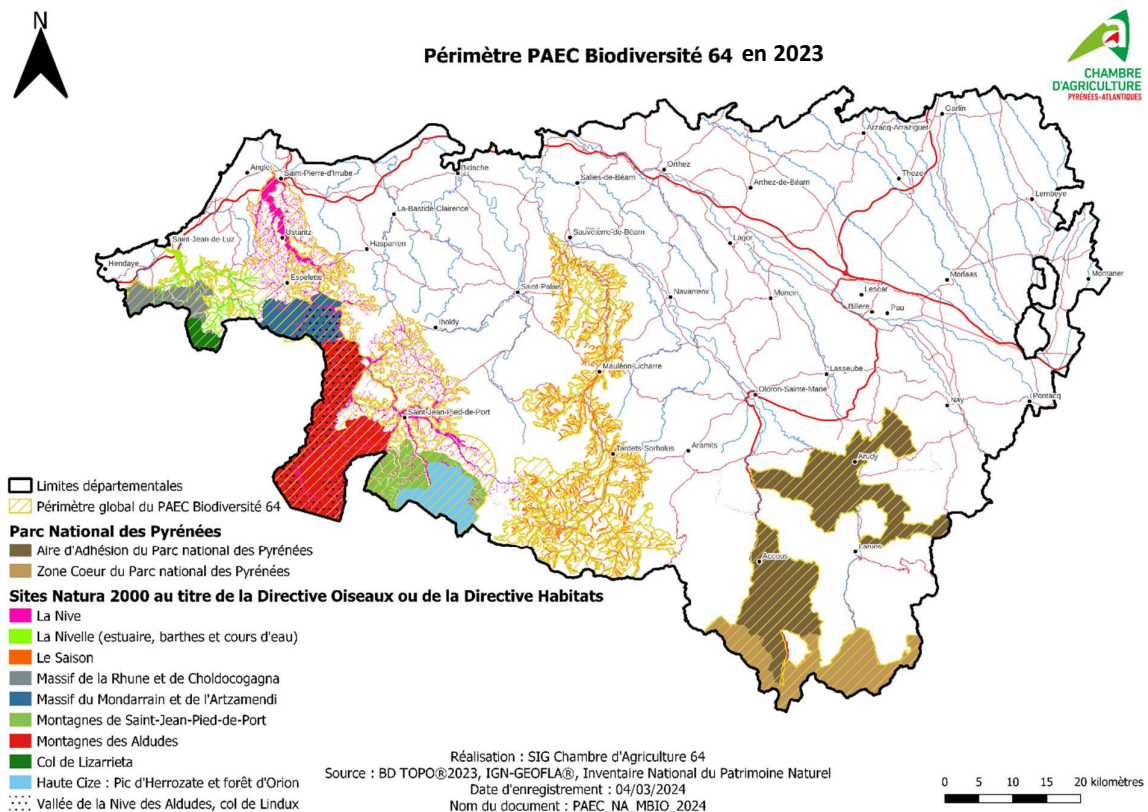 N
Périmètre PAEC Biodiversité 64 en 2023
CHAMBRE
D'AGRICULTURE
PYRÉNÉES-ATLANTIQUES
Garlin
Arzacq-Arraziguet
Anglet
Saint-Pierre-d'Irube
Bidache
Orthez
Salies-de-Béarn
Arthez-de-Béarn
Thèze
Lembeye
La-Bastide-Clairence
Saint-Jean-de-Luz
Ustaritz
Hasparren
Sauveterre-de-Béarn
Lagor
Hendaye
Espelette
Saint-Palais
Navarrenx
Monein
Morlaas
Montaner
Lescar
Billère
Pau
Iholdy
Mauléon-Licharre
Lasseube
Oloron-Sainte-Marie
Nay
Pontacq
Saint-Jean-Pied-de-Port
Tardets-Sorholus
Aramits
Arudy
Accous
Laruns
Limites départementales
Périmètre global du PAEC Biodiversité 64
Parc National des Pyrénées
Aire d'Adhésion du Parc national des Pyrénées
Zone Coeur du Parc national des Pyrénées
Sites Natura 2000 au titre de la Directive Oiseaux ou de la Directive Habitats
La Nive
La Nivelle (estuaire, barthes et cours d'eau)
Le Saison
Massif de la Rhune et de Choldocogagna
Massif du Mondarrain et de l'Artzamendi
Montagnes de Saint-Jean-Pied-de-Port
Montagnes des Aldudes
Col de Lizarrieta
Haute Cize : Pic d'Herrozate et forêt d'Orion
Vallée de la Nive des Aldudes, col de Lindux
Réalisation : SIG Chambre d'Agriculture 64
Source : BD TOPO®2023, IGN-GEOFLA®, Inventaire National du Patrimoine Naturel
Date d'enregistrement : 04/03/2024
Nom du document : PAEC_NA_MBIO_2024
0 5 10 15 20 kilomètres